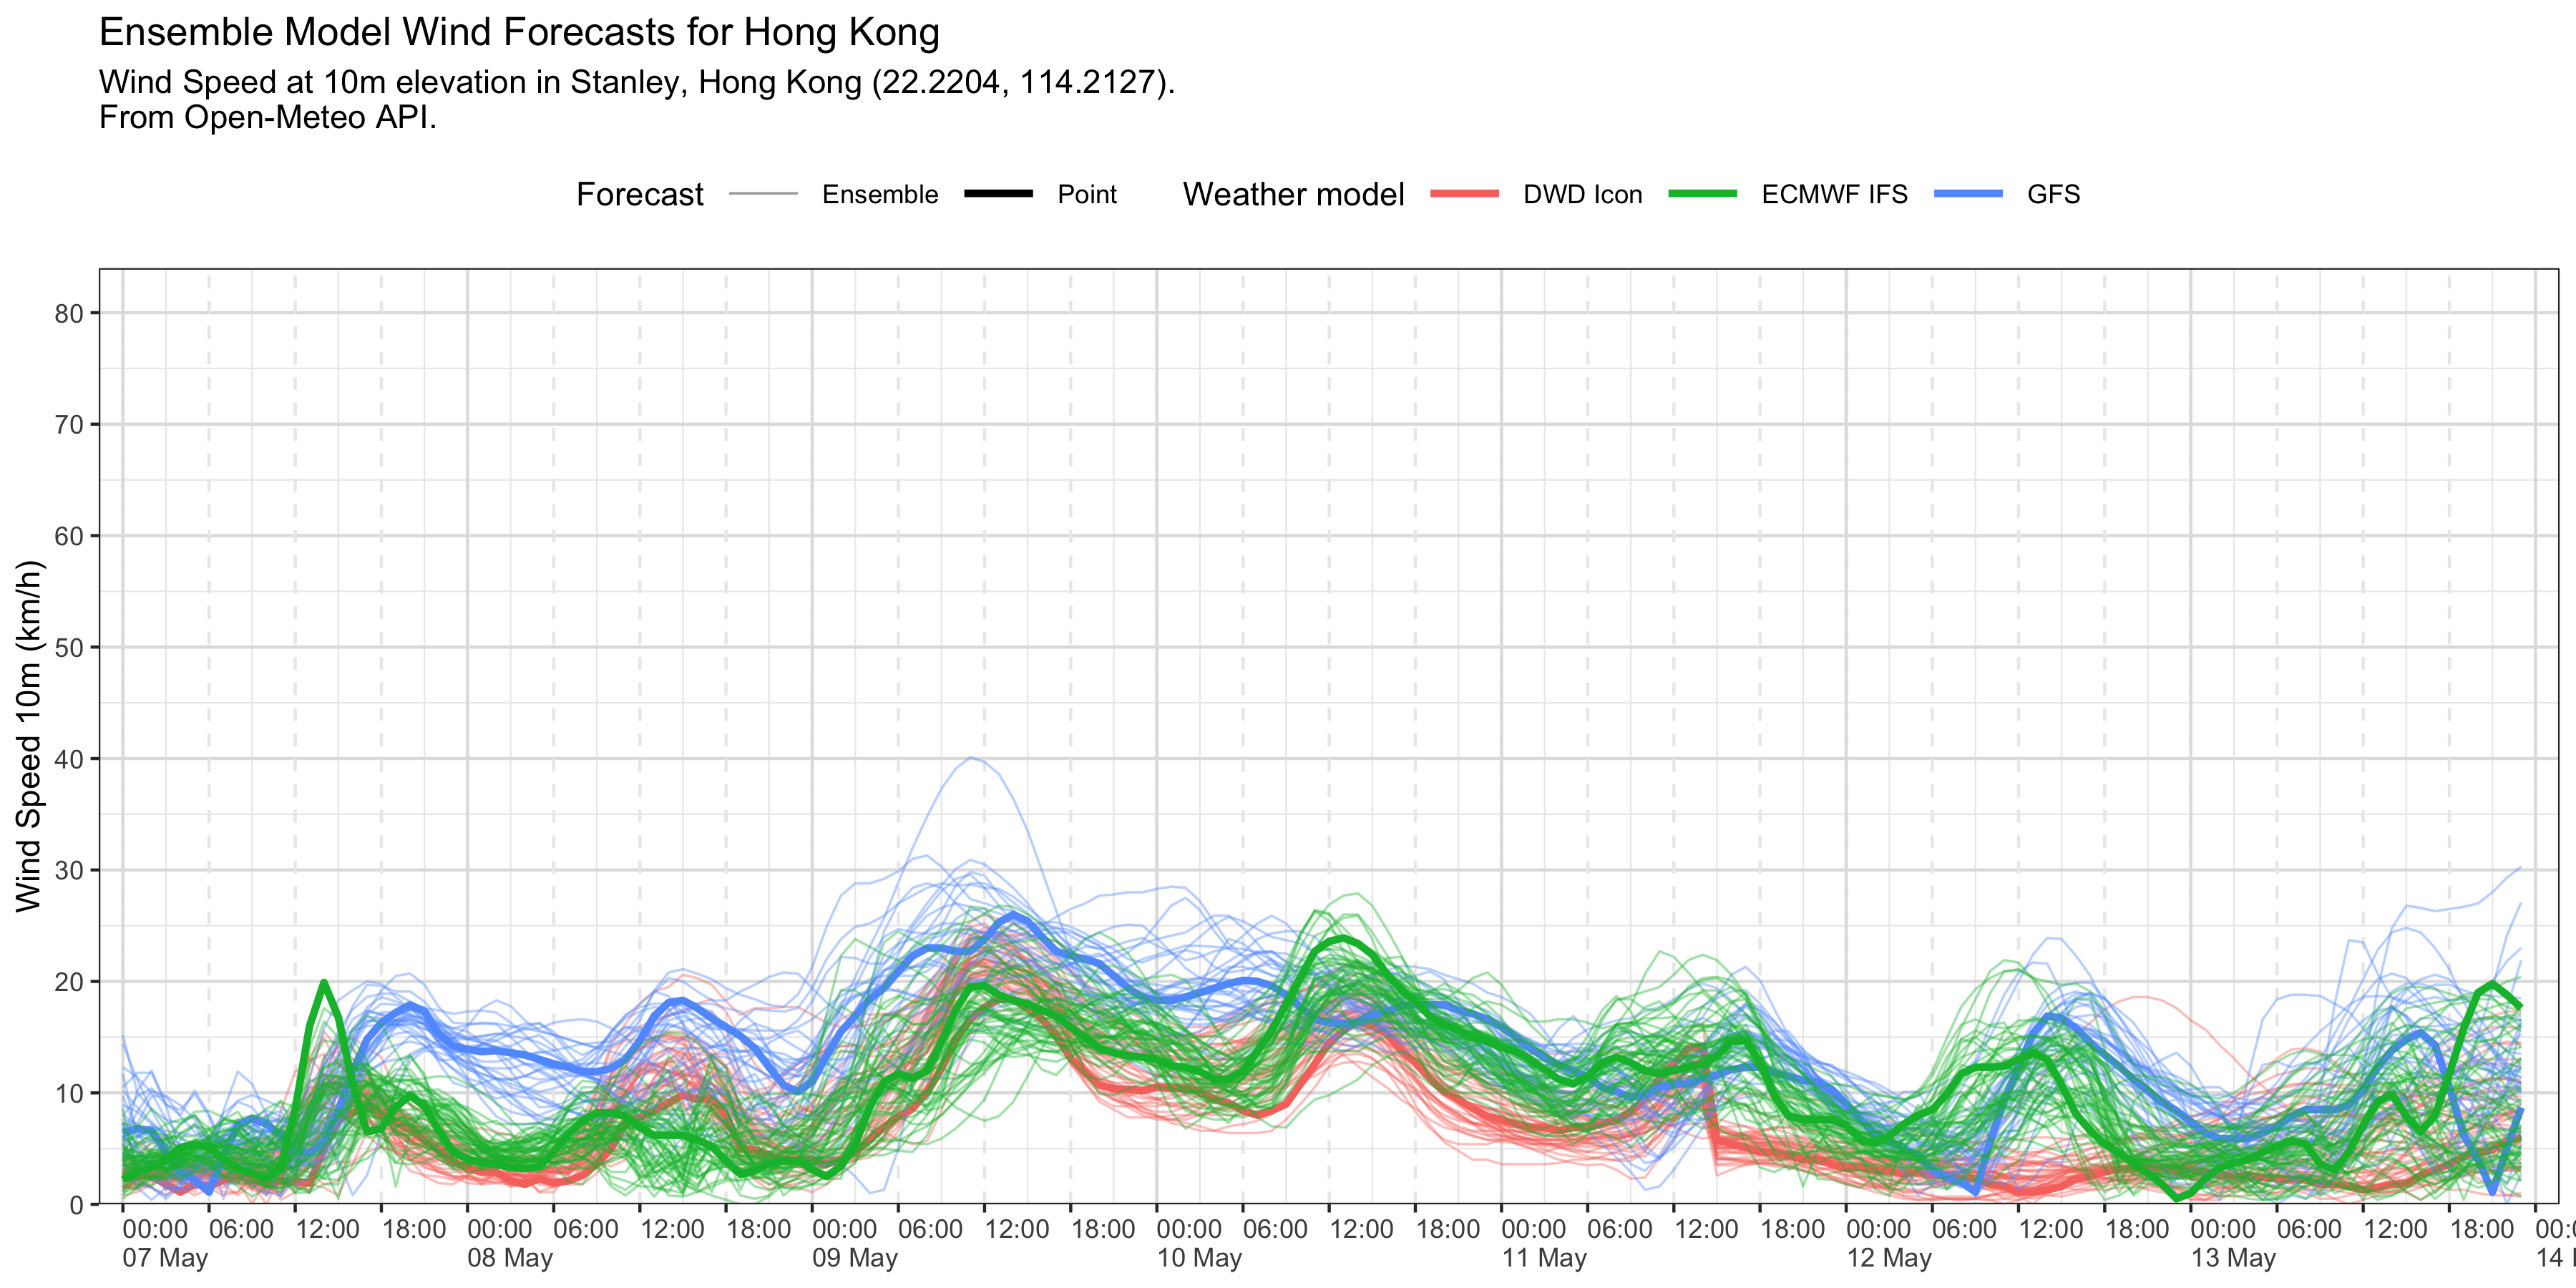 Ensemble Model Wind Forecasts for Hong Kong
Wind Speed at 10m elevation in Stanley, Hong Kong (22.2204, 114.2127).
From Open-Meteo API.
Forecast Ensemble Point Weather model DWD Icon ECMWF IFS GFS
Wind Speed 10m (km/h)
80
70
60
50
40
30
20
10
0
00:00 06:00 12:00 18:00 00:00 06:00 12:00 18:00 00:00 06:00 12:00 18:00 00:00 06:00 12:00 18:00 00:00 06:00 12:00 18:00 00:00 06:00 12:00 18:00 00:00 06:00 12:00 18:00 00:
07 May 08 May 09 May 10 May 11 May 12 May 13 May 14